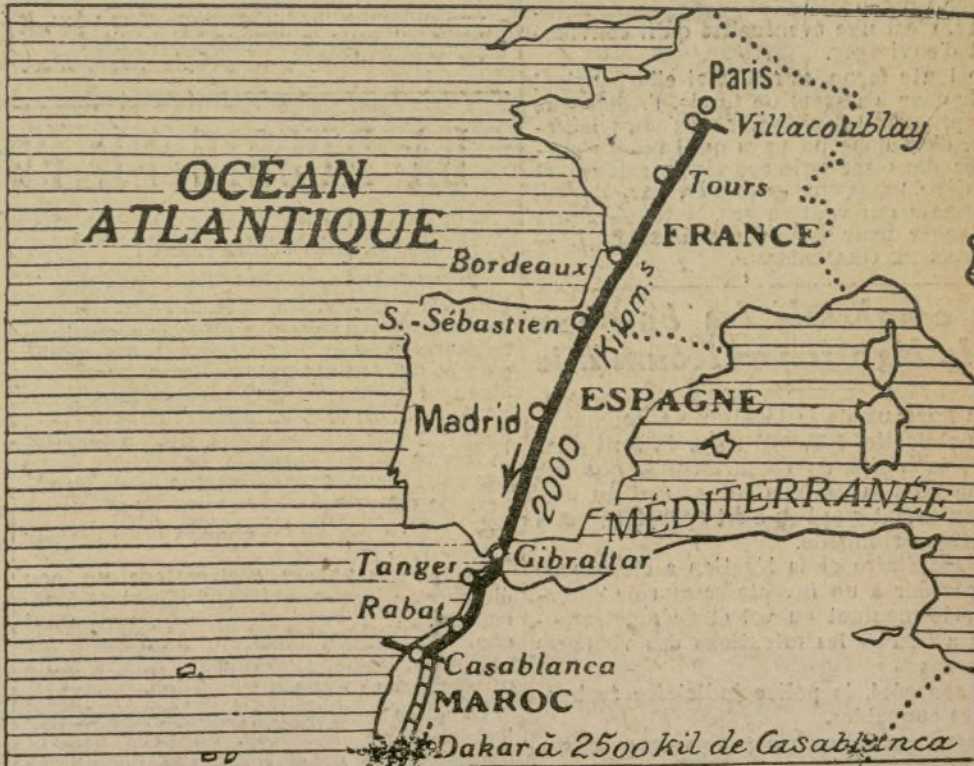 Paris
Villacoublay
Tours
OCÉAN
ATLANTIQUE
FRANCE
Bordeaux
S.-Sébastien
2000 Kilom.s
ESPAGNE
Madrid
MÉDITERRANÉE
Gibraltar
Tanger
Rabat
Casablanca
MAROC
Dakar à 2500 kil de Casablanca